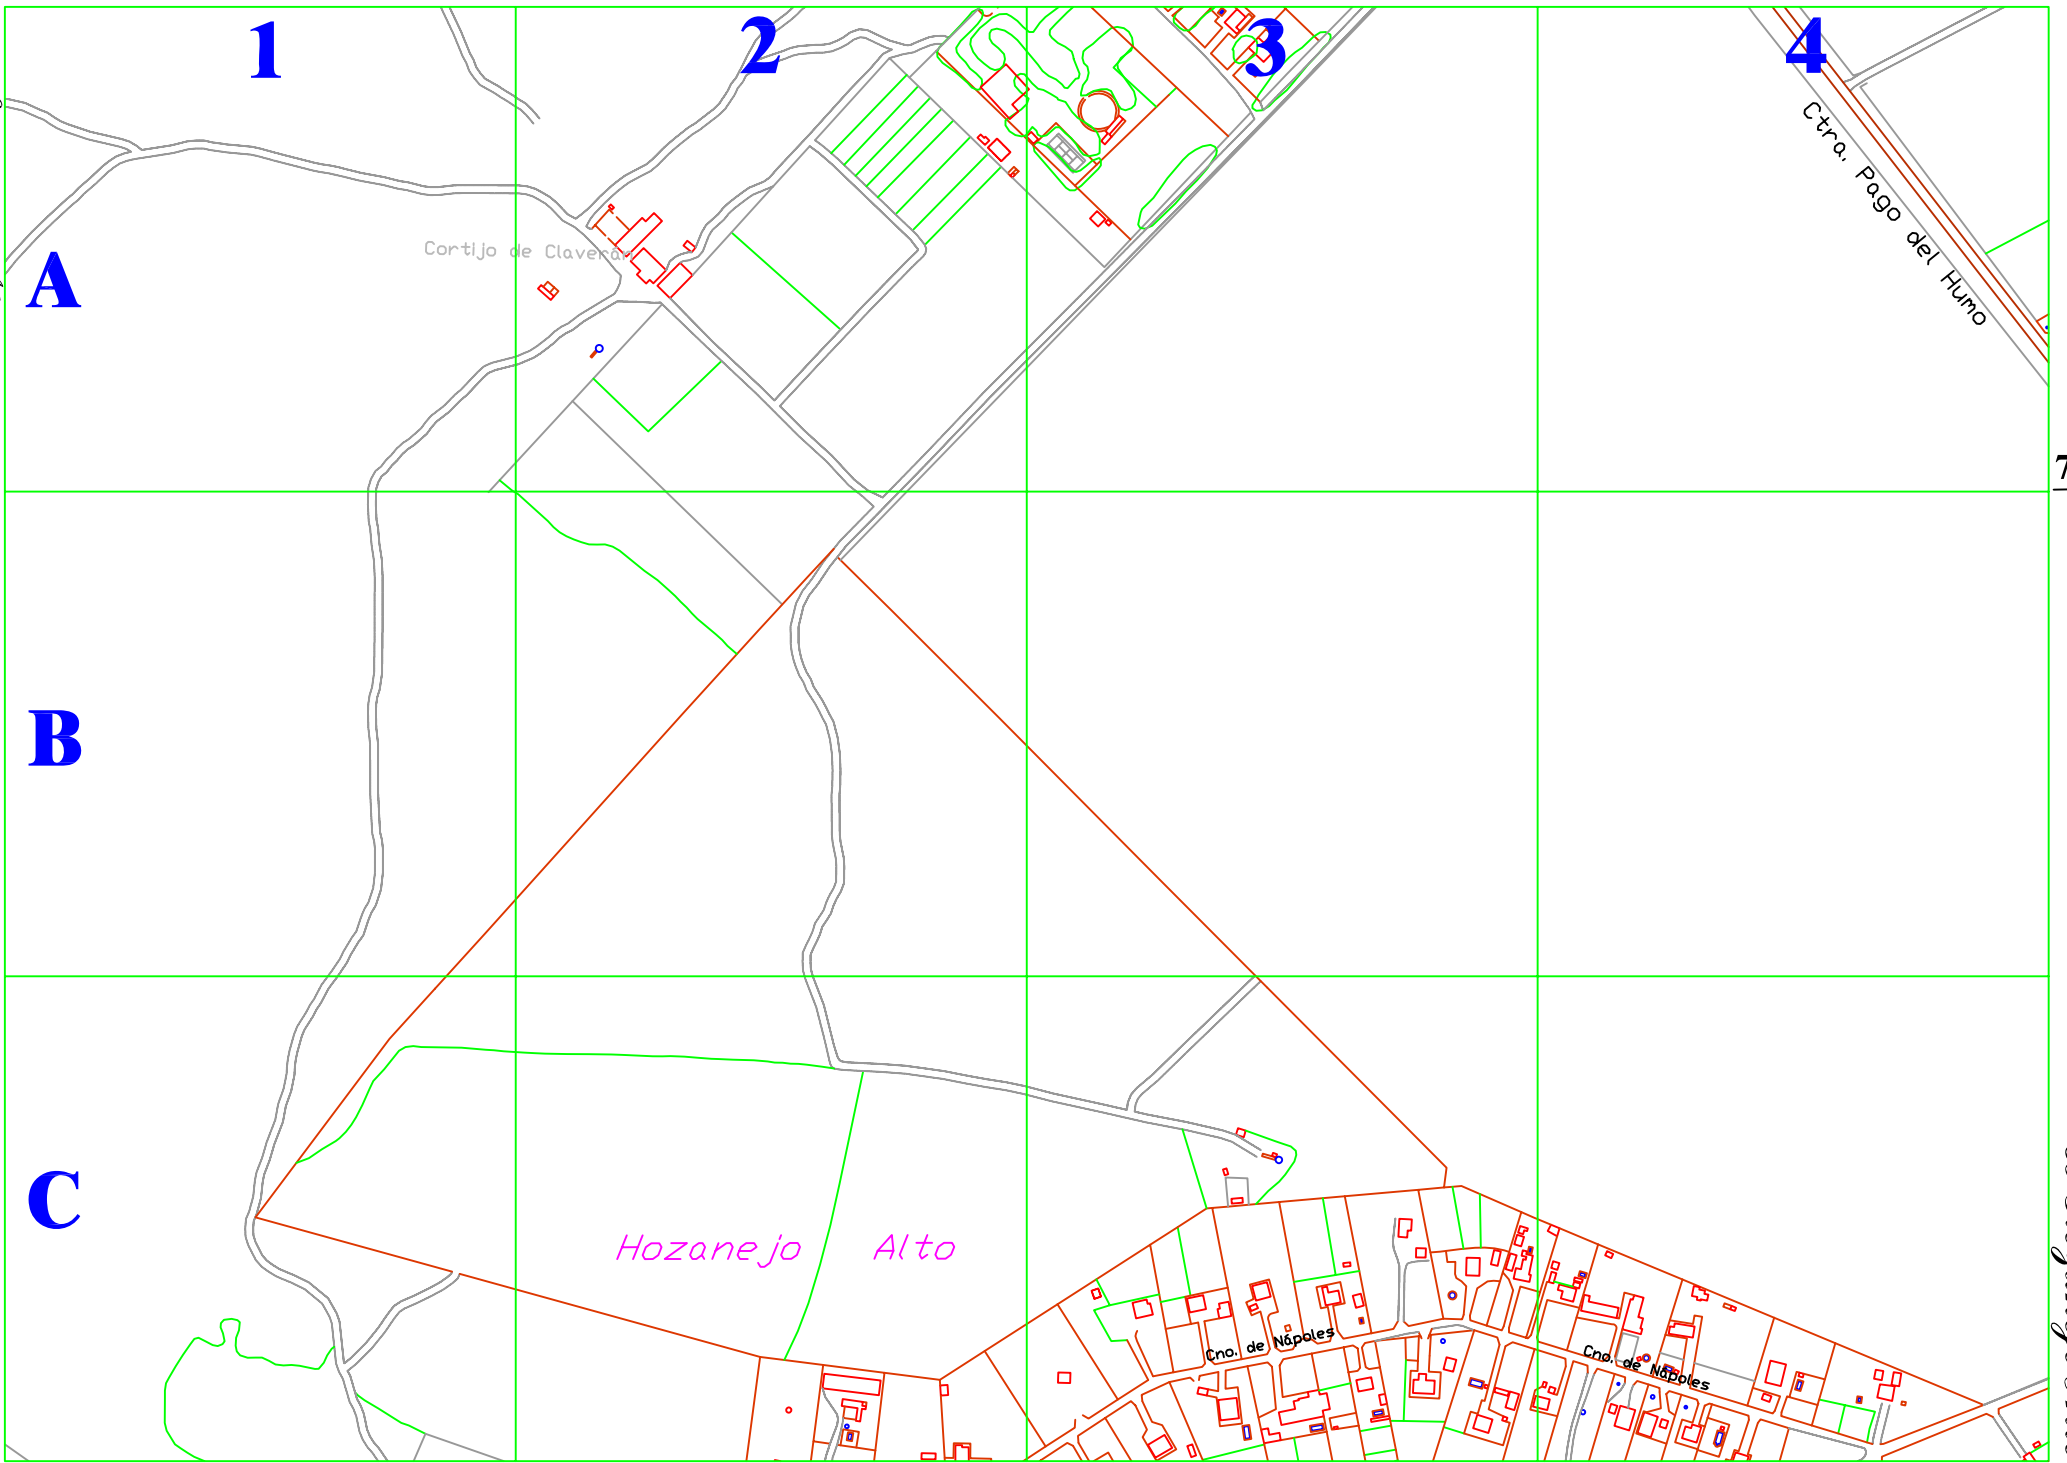 1
2
3
4
Ctra. Pago del Humo
A
Cortijo de Claverán
7
B
C
Hozanejo Alto
Cno. de Nápoles
Cno. de Nápoles